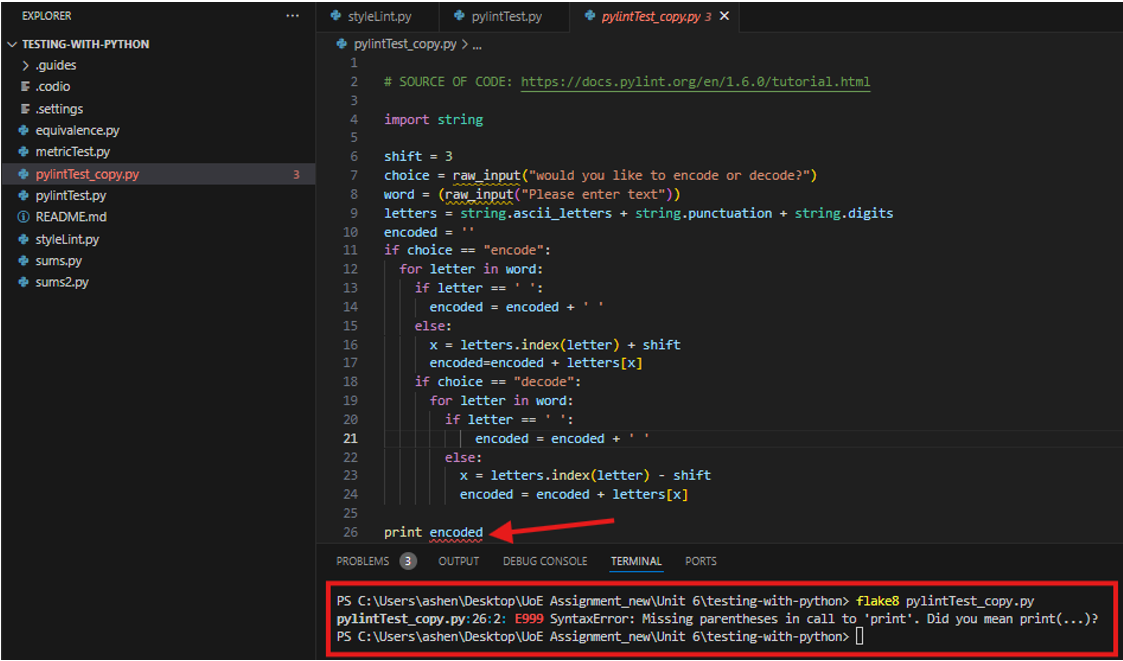 EXPLORER
TESTING-WITH-PYTHON
.guides
.codio
.settings
equivalence.py
metricTest.py
pylintTest_copy.py 3
pylintTest.py
README.md
styleLint.py
sums.py
sums2.py
styleLint.py pylintTest.py pylintTest_copy.py 3
pylintTest_copy.py > ...
1
2 # SOURCE OF CODE: https://docs.pylint.org/en/1.6.0/tutorial.html
3
4 import string
5
6 shift = 3
7 choice = raw_input("would you like to encode or decode?")
8 word = (raw_input("Please enter text"))
9 letters = string.ascii_letters + string.punctuation + string.digits
10 encoded = ''
11 if choice == "encode":
12 for letter in word:
13 if letter == ' ':
14 encoded = encoded + ' '
15 else:
16 x = letters.index(letter) + shift
17 encoded=encoded + letters[x]
18 if choice == "decode":
19 for letter in word:
20 if letter == ' ':
21 encoded = encoded + ' '
22 else:
23 x = letters.index(letter) - shift
24 encoded = encoded + letters[x]
25
26 print encoded
PROBLEMS 3 OUTPUT DEBUG CONSOLE TERMINAL PORTS
PS C:\Users\ashen\Desktop\UoE Assignment_new\Unit 6\testing-with-python> flake8 pylintTest_copy.py
pylintTest_copy.py:26:2: E999 SyntaxError: Missing parentheses in call to 'print'. Did you mean print(...)?
PS C:\Users\ashen\Desktop\UoE Assignment_new\Unit 6\testing-with-python>